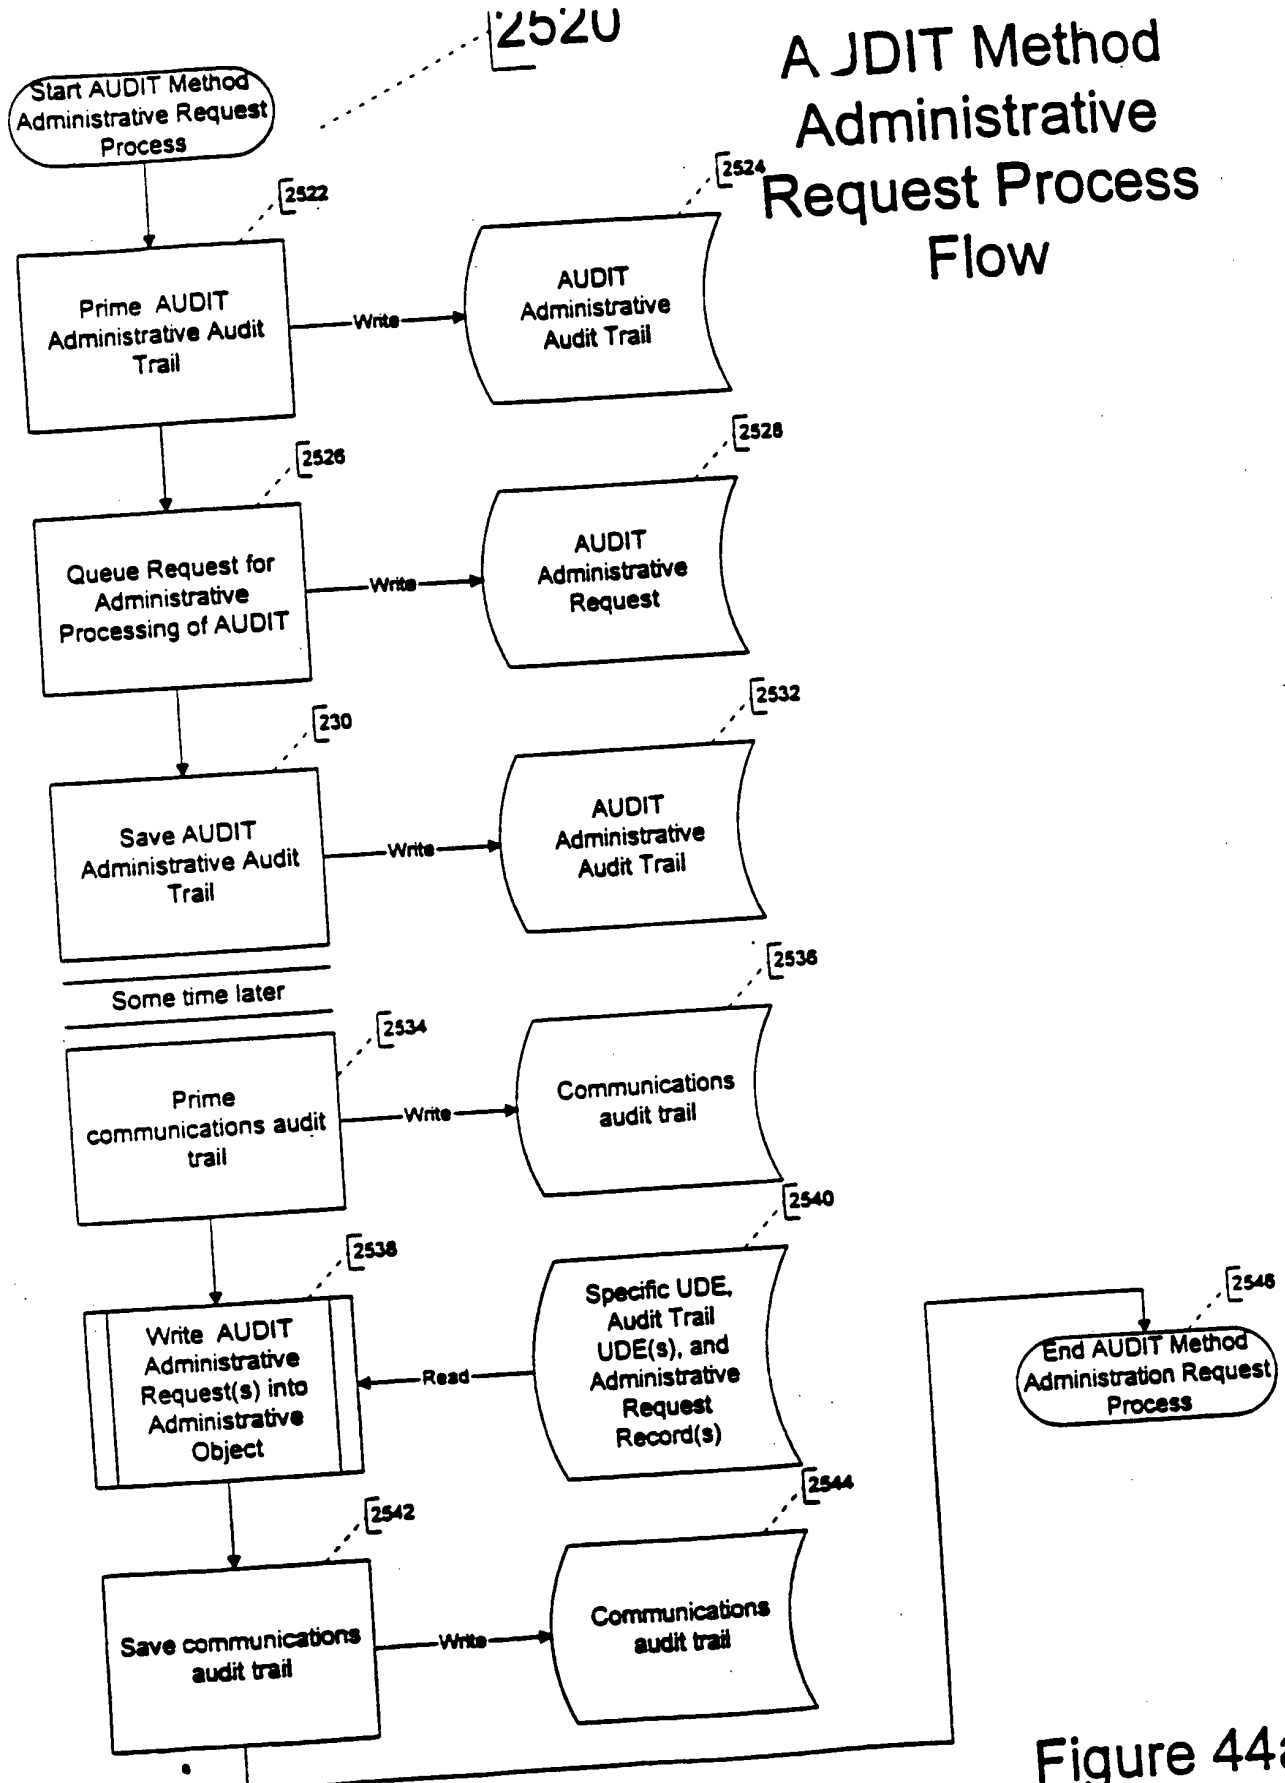 2520
A JDIT Method
Administrative
Request Process
Flow
Start AUDIT Method
Administrative Request
Process
2522
Prime AUDIT
Administrative Audit
Trail
Write
2524
AUDIT
Administrative
Audit Trail
2526
Queue Request for
Administrative
Processing of AUDIT
Write
2528
AUDIT
Administrative
Request
230
Save AUDIT
Administrative Audit
Trail
Write
2532
AUDIT
Administrative
Audit Trail
Some time later
2534
Prime
communications audit
trail
Write
2536
Communications
audit trail
2538
Write AUDIT
Administrative
Request(s) into
Administrative
Object
Read
2540
Specific UDE,
Audit Trail
UDE(s), and
Administrative
Request
Record(s)
2542
Save communications
audit trail
Write
2544
Communications
audit trail
2546
End AUDIT Method
Administration Request
Process
Figure 44a